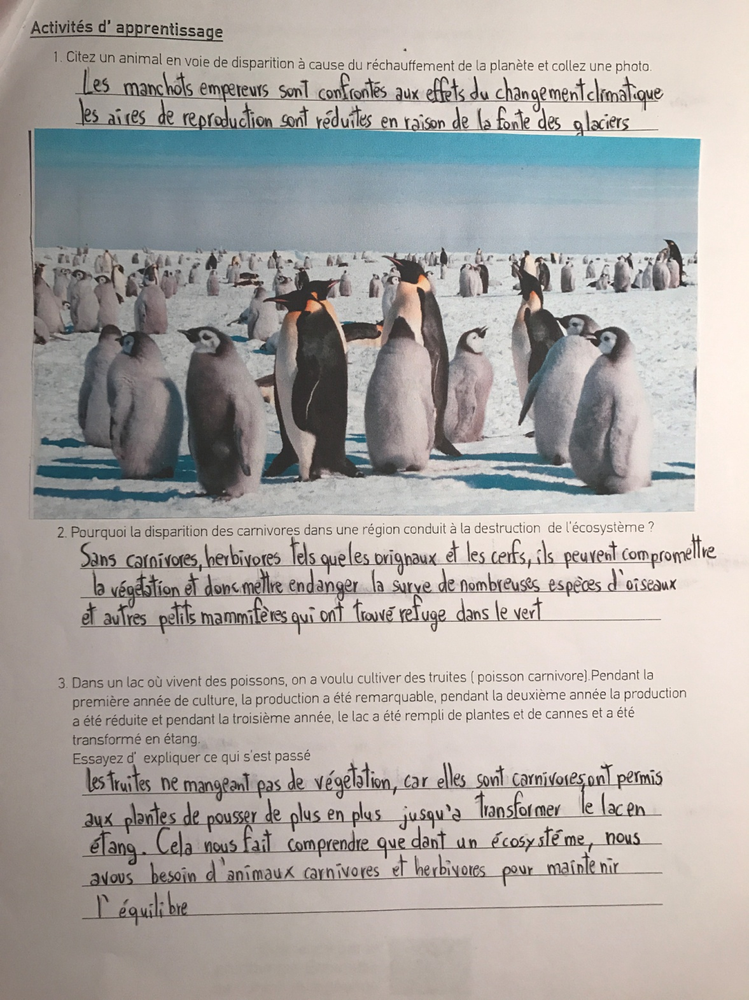 Activités d' apprentissage
1. Citez un animal en voie de disparition à cause du réchauffement de la planète et collez une photo.
Les manchots empereurs sont confrontés aux effets du changement climatique
les aires de reproduction sont réduites en raison de la fonte des glaciers
2. Pourquoi la disparition des carnivores dans une région conduit à la destruction de l'écosystème ?
Sans carnivores, herbivores tels que les orignaux et les cerfs, ils peuvent compromettre
la végétation et donc mettre en danger la surve de nombreuses espèces d'oiseaux
et autres petits mammifères qui ont trouvé refuge dans le vert
3. Dans un lac où vivent des poissons, on a voulu cultiver des truites ( poisson carnivore).Pendant la
première année de culture, la production a été remarquable, pendant la deuxième année la production
a été réduite et pendant la troisième année, le lac a été rempli de plantes et de cannes et a été
transformé en étang.
Essayez d' expliquer ce qui s'est passé
les truites ne mangeant pas de végétation, car elles sont carnivores, ont permis
aux plantes de pousser de plus en plus jusqu'a transformer le lac en
étang. Cela nous fait comprendre que dant un écosystéme, nous
avous besoin d'animaux carnivores et herbivores pour maintenir
l'équilibre